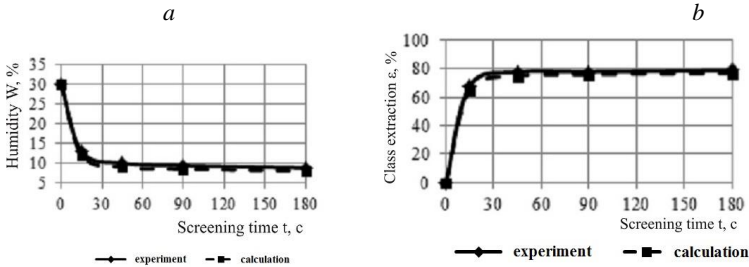 a
35
30
25
20
15
10
5
Humidity W, %
0 30 60 90 120 150 180
Screening time t, c
experiment calculation
b
100
80
60
40
20
0
Class extraction ε, %
0 30 60 90 120 150 180
Screening time t, c
experiment calculation